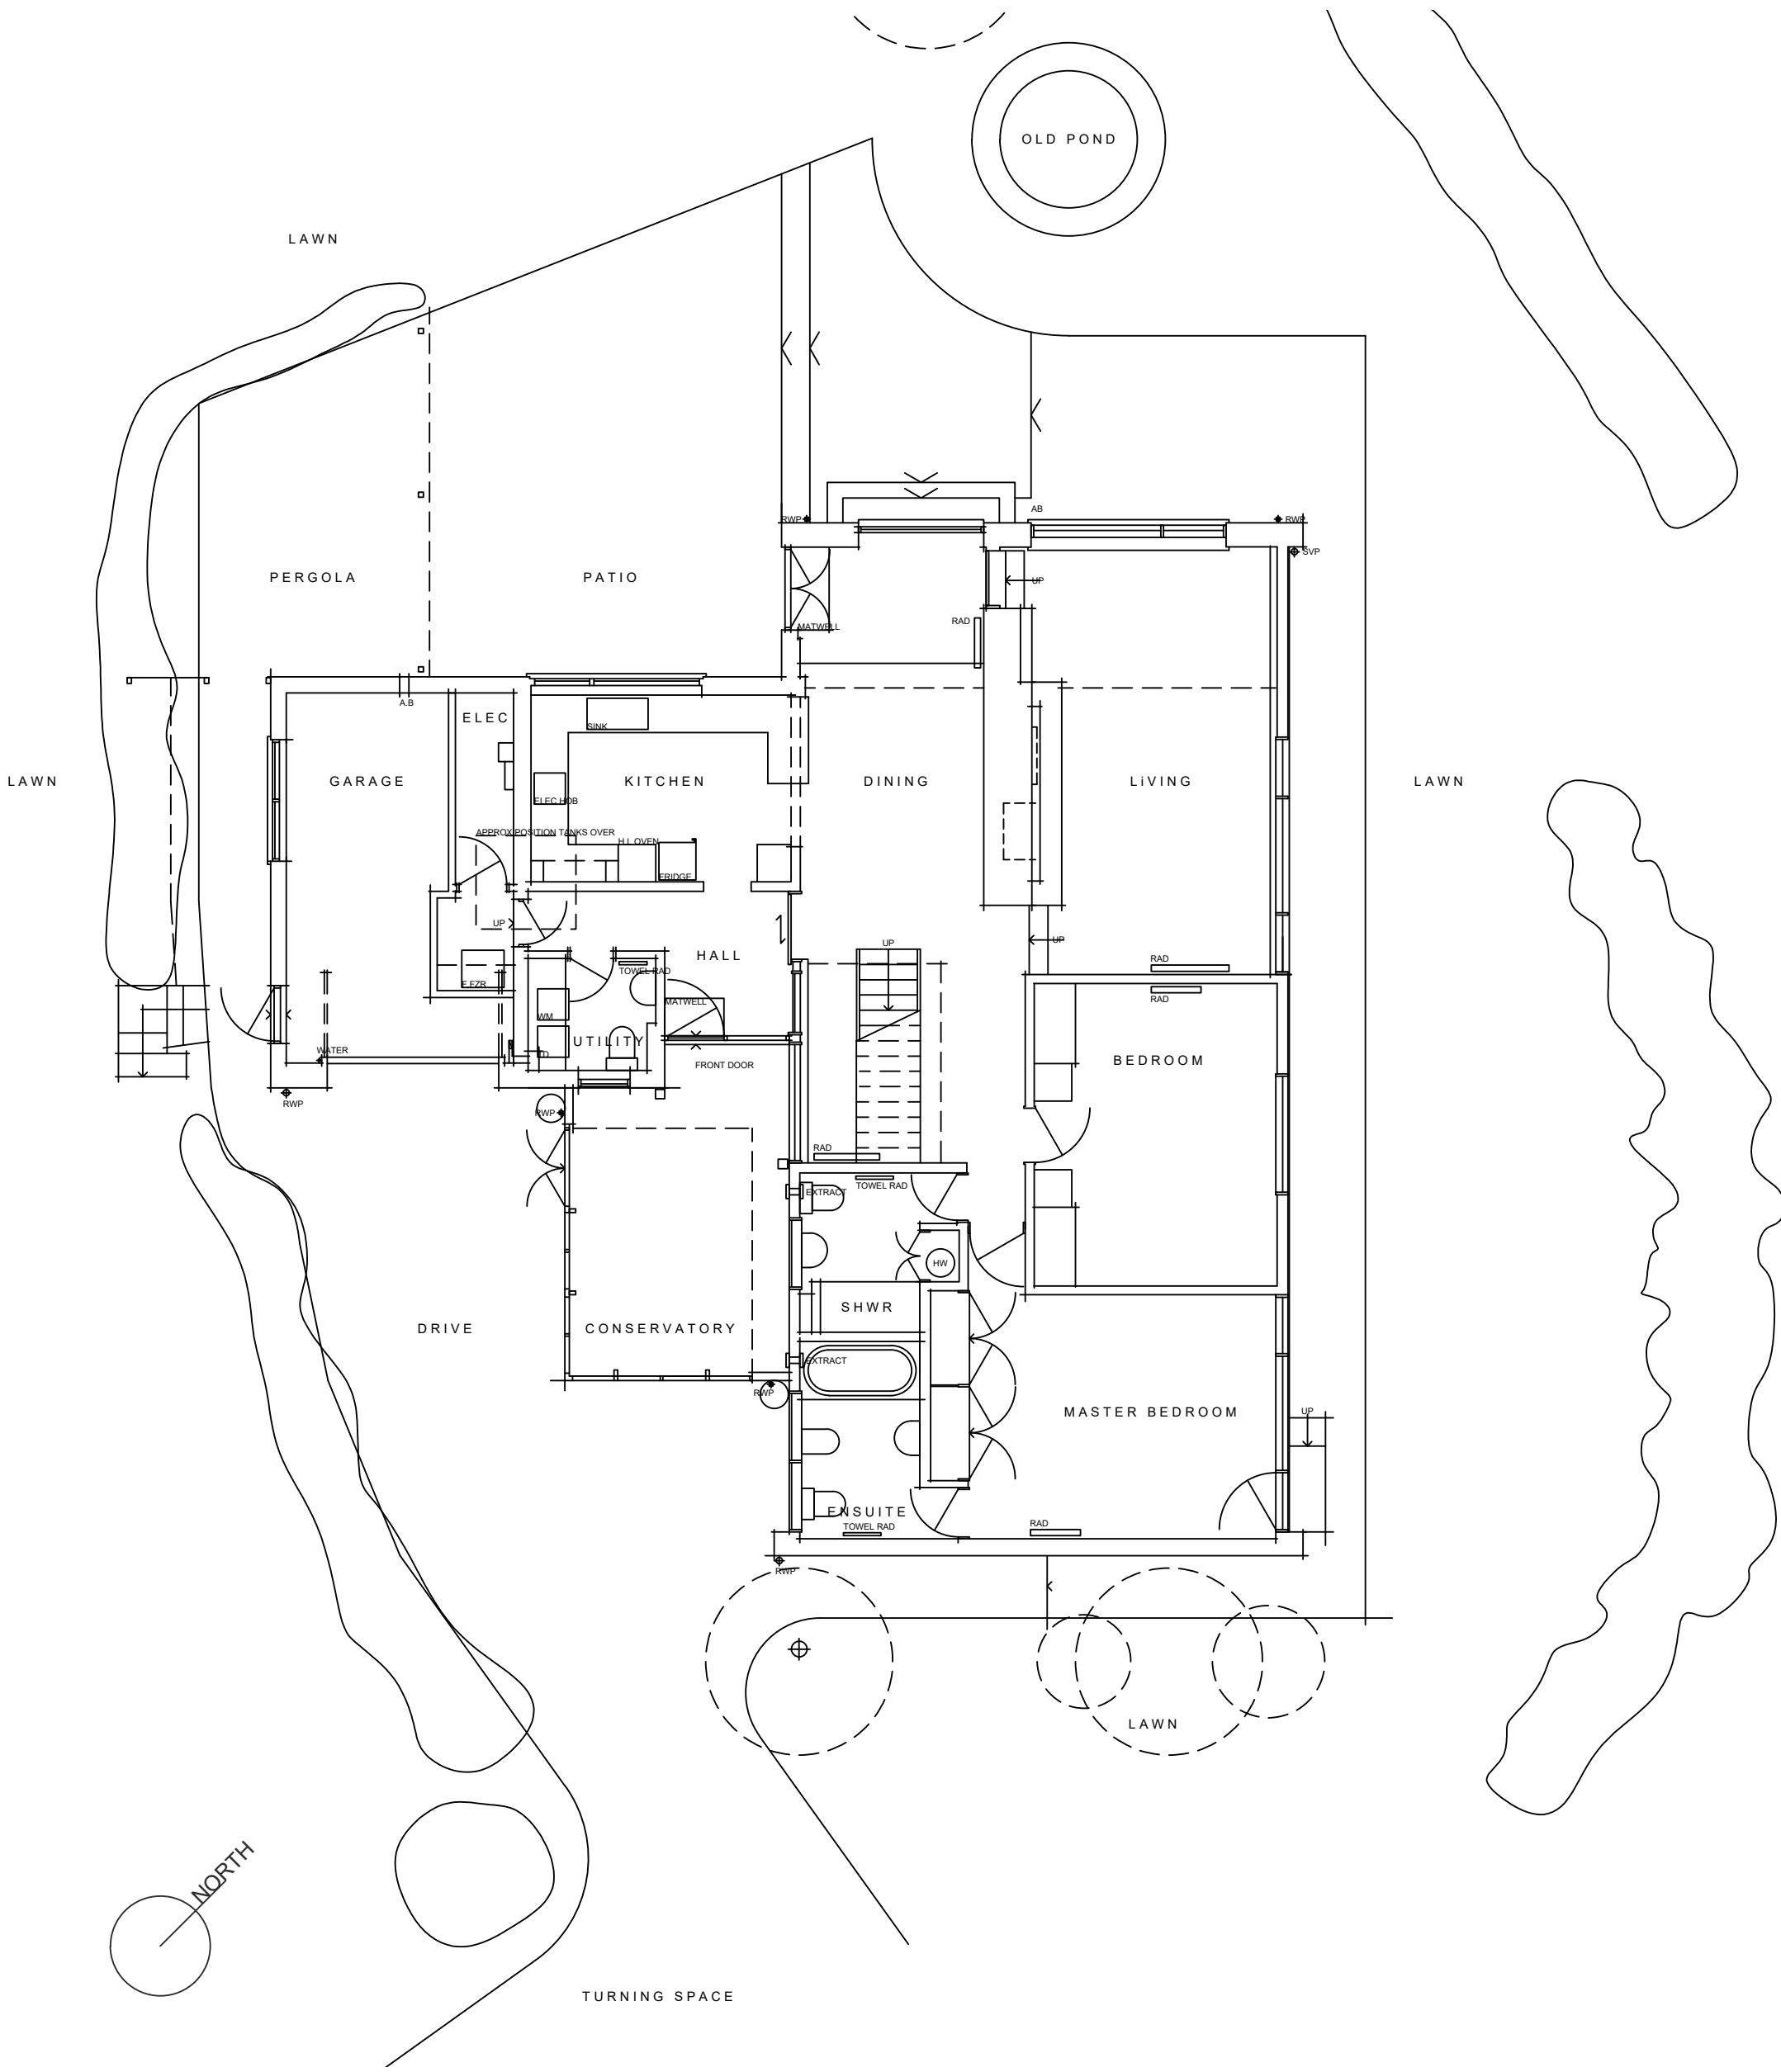 OLD POND
LAWN
AB
RWP
RWP
SVP
PERGOLA
PATIO
UP
RAD
MATWELL
A.B
ELEC
SINK
LAWN
GARAGE
KITCHEN
DINING
LiVING
LAWN
ELEC HOB
APPROX POSITION TANKS OVER
H.L OVEN
FRIDGE
UP
UP
UP
HALL
RAD
TOWEL RAD
F.FZR
RAD
MATWELL
WM
UTILITY
WATER
TD
FRONT DOOR
BEDROOM
RWP
RWP
RAD
TOWEL RAD
EXTRACT
HW
SHWR
DRIVE
CONSERVATORY
EXTRACT
RWP
MASTER BEDROOM
UP
ENSUITE
TOWEL RAD
RAD
RWP
LAWN
NORTH
TURNING SPACE